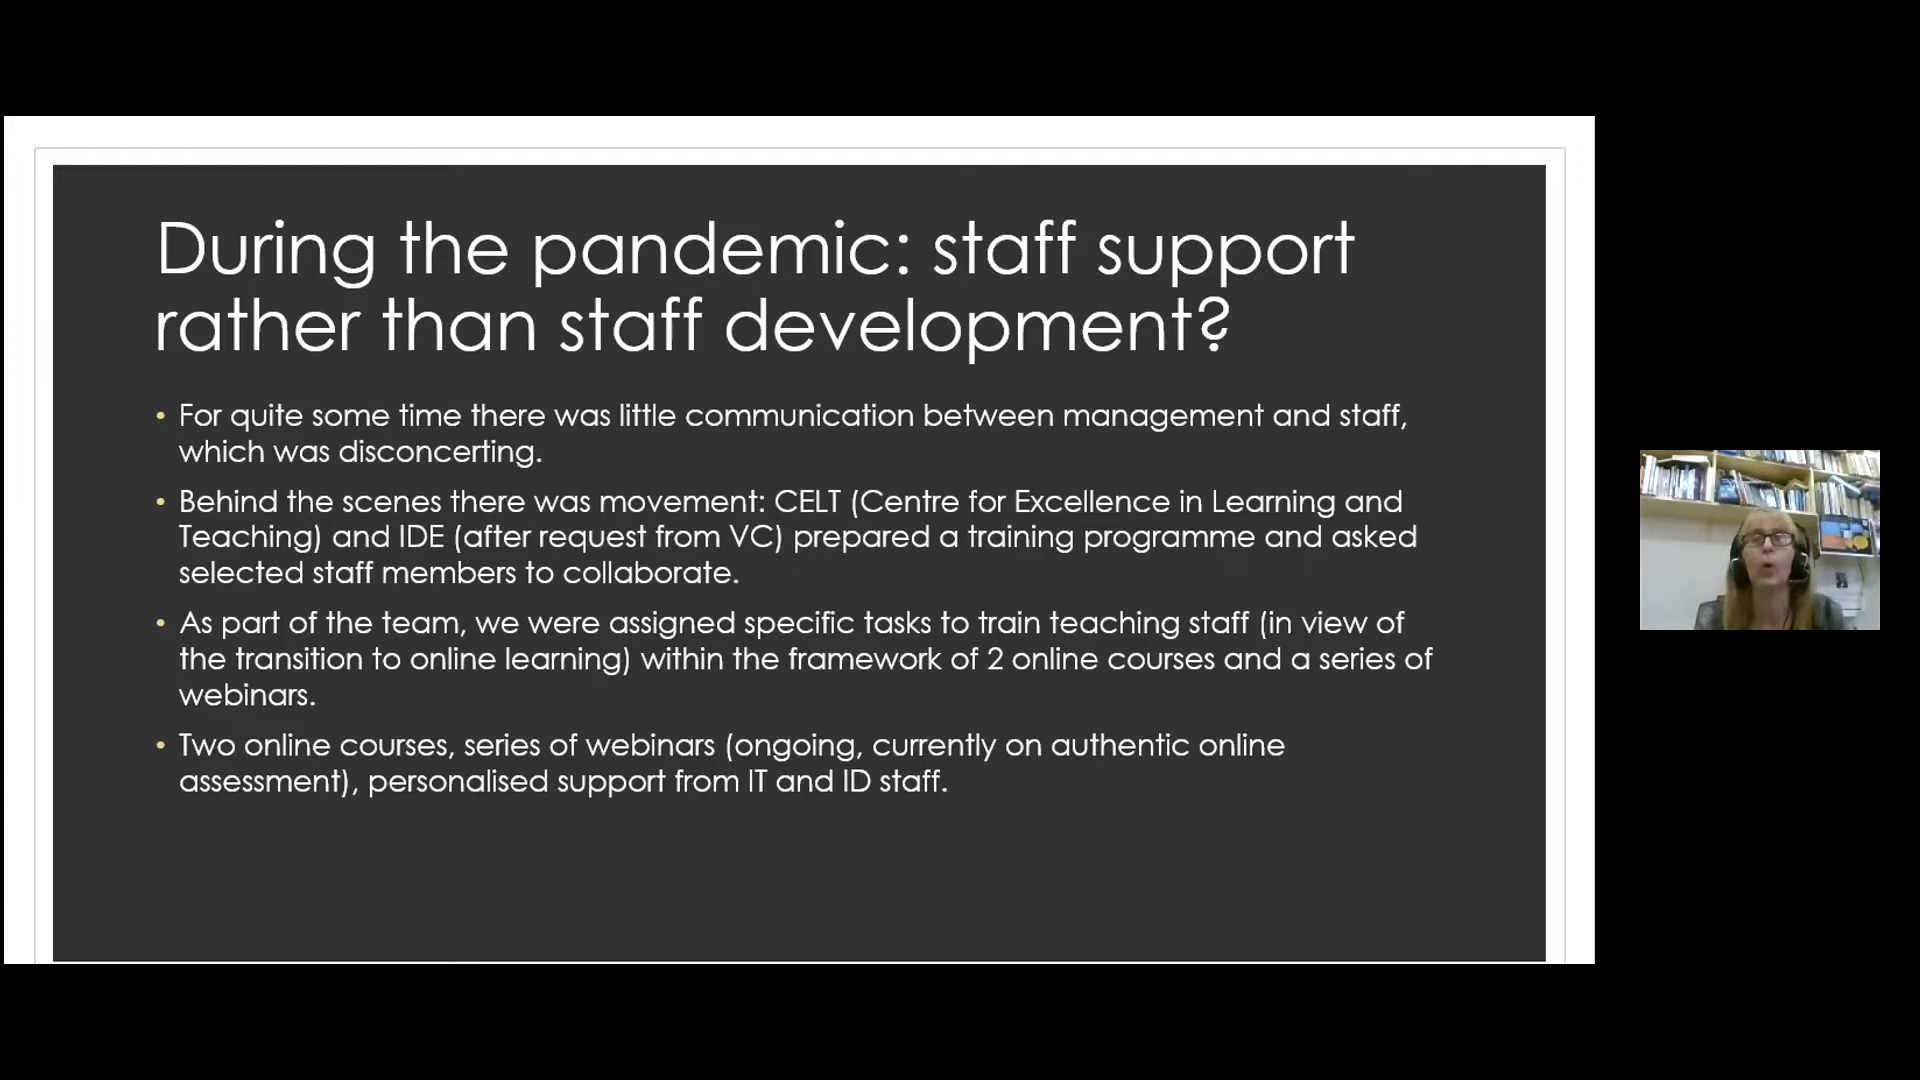 During the pandemic: staff support
rather than staff development?
• For quite some time there was little communication between management and staff,
which was disconcerting.
• Behind the scenes there was movement: CELT (Centre for Excellence in Learning and
Teaching) and IDE (after request from VC) prepared a training programme and asked
selected staff members to collaborate.
• As part of the team, we were assigned specific tasks to train teaching staff (in view of
the transition to online learning) within the framework of 2 online courses and a series of
webinars.
• Two online courses, series of webinars (ongoing, currently on authentic online
assessment), personalised support from IT and ID staff.